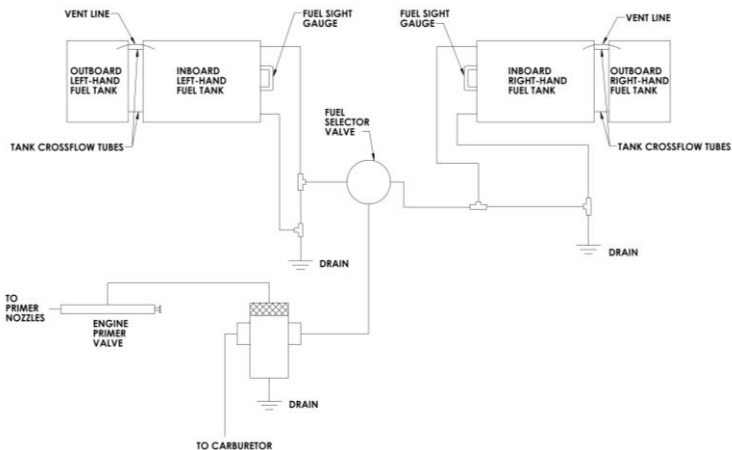 VENT LINE
FUEL SIGHT
GAUGE
FUEL SIGHT
GAUGE
VENT LINE
OUTBOARD
LEFT-HAND
FUEL TANK
INBOARD
LEFT-HAND
FUEL TANK
INBOARD
RIGHT-HAND
FUEL TANK
OUTBOARD
RIGHT-HAND
FUEL TANK
TANK CROSSFLOW TUBES
FUEL
SELECTOR
VALVE
TANK CROSSFLOW TUBES
DRAIN
DRAIN
TO
PRIMER
NOZZLES
ENGINE
PRIMER
VALVE
DRAIN
TO CARBURETOR